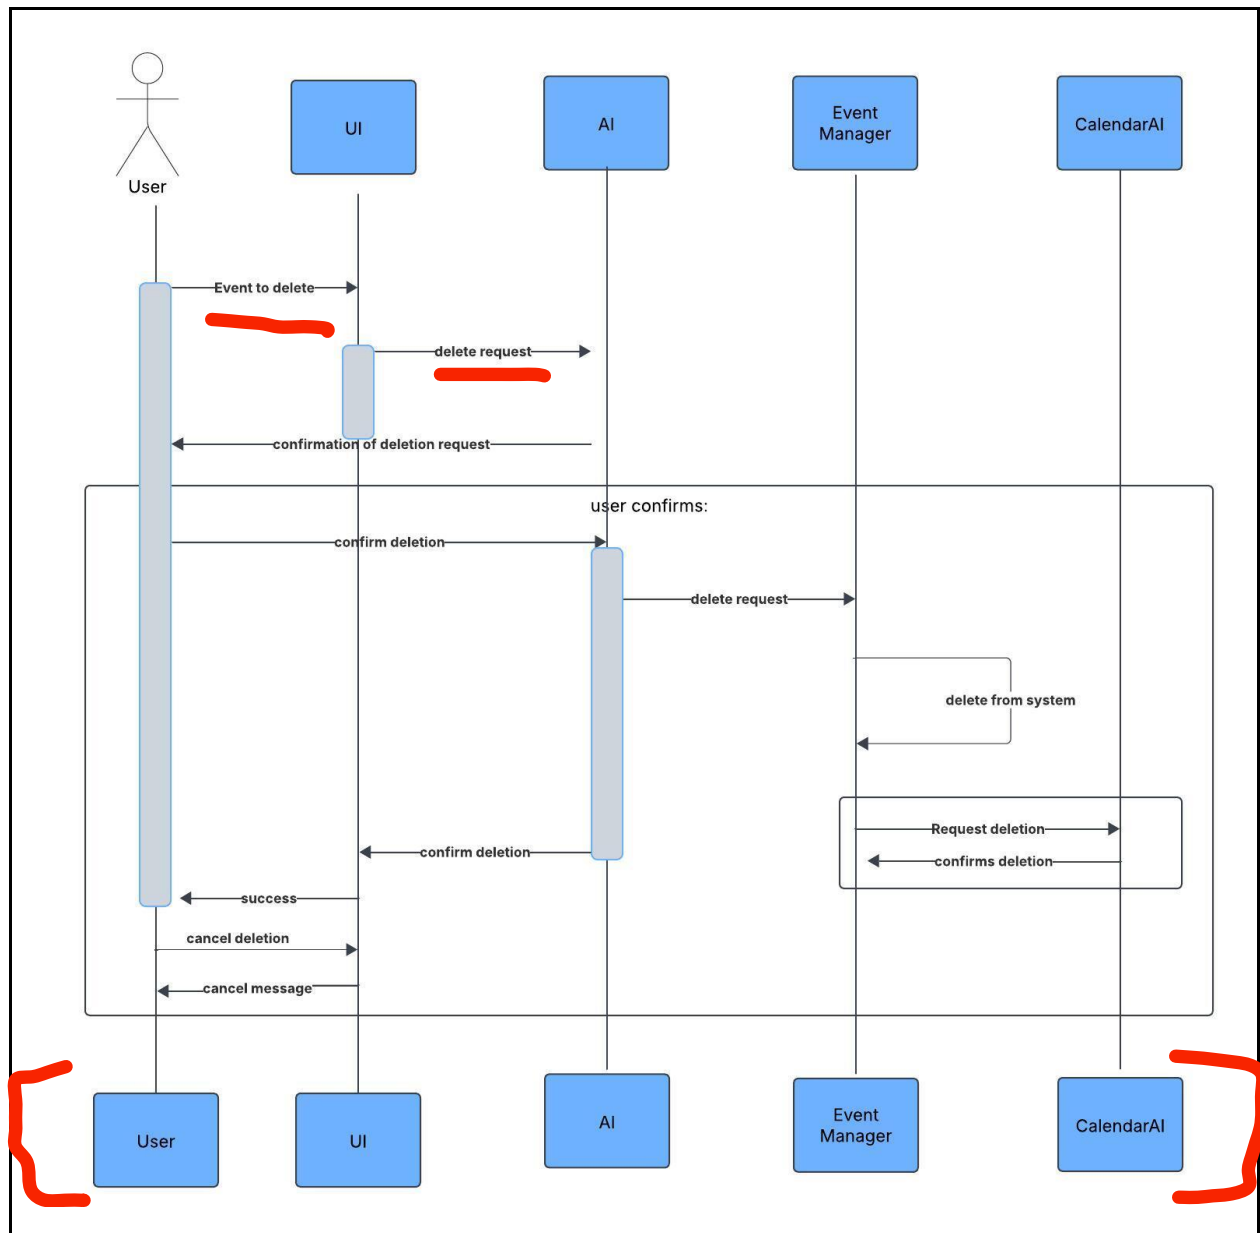 UI
AI
Event
Manager
CalendarAI
User
Event to delete
delete request
confirmation of deletion request
user confirms:
confirm deletion
delete request
delete from system
Request deletion
confirm deletion
confirms deletion
success
cancel deletion
cancel message
User
UI
AI
Event
Manager
CalendarAI